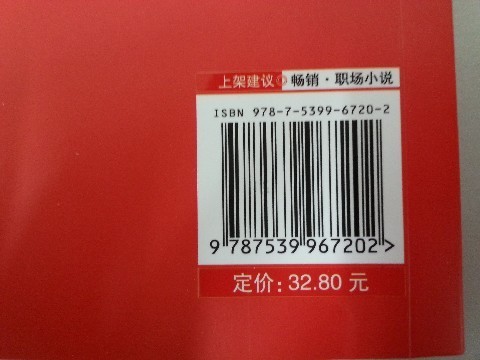 上架建议◎畅销·职场小说
ISBN 978-7-5399-6720-2
9 787539 967202 >
定价: 32.80 元